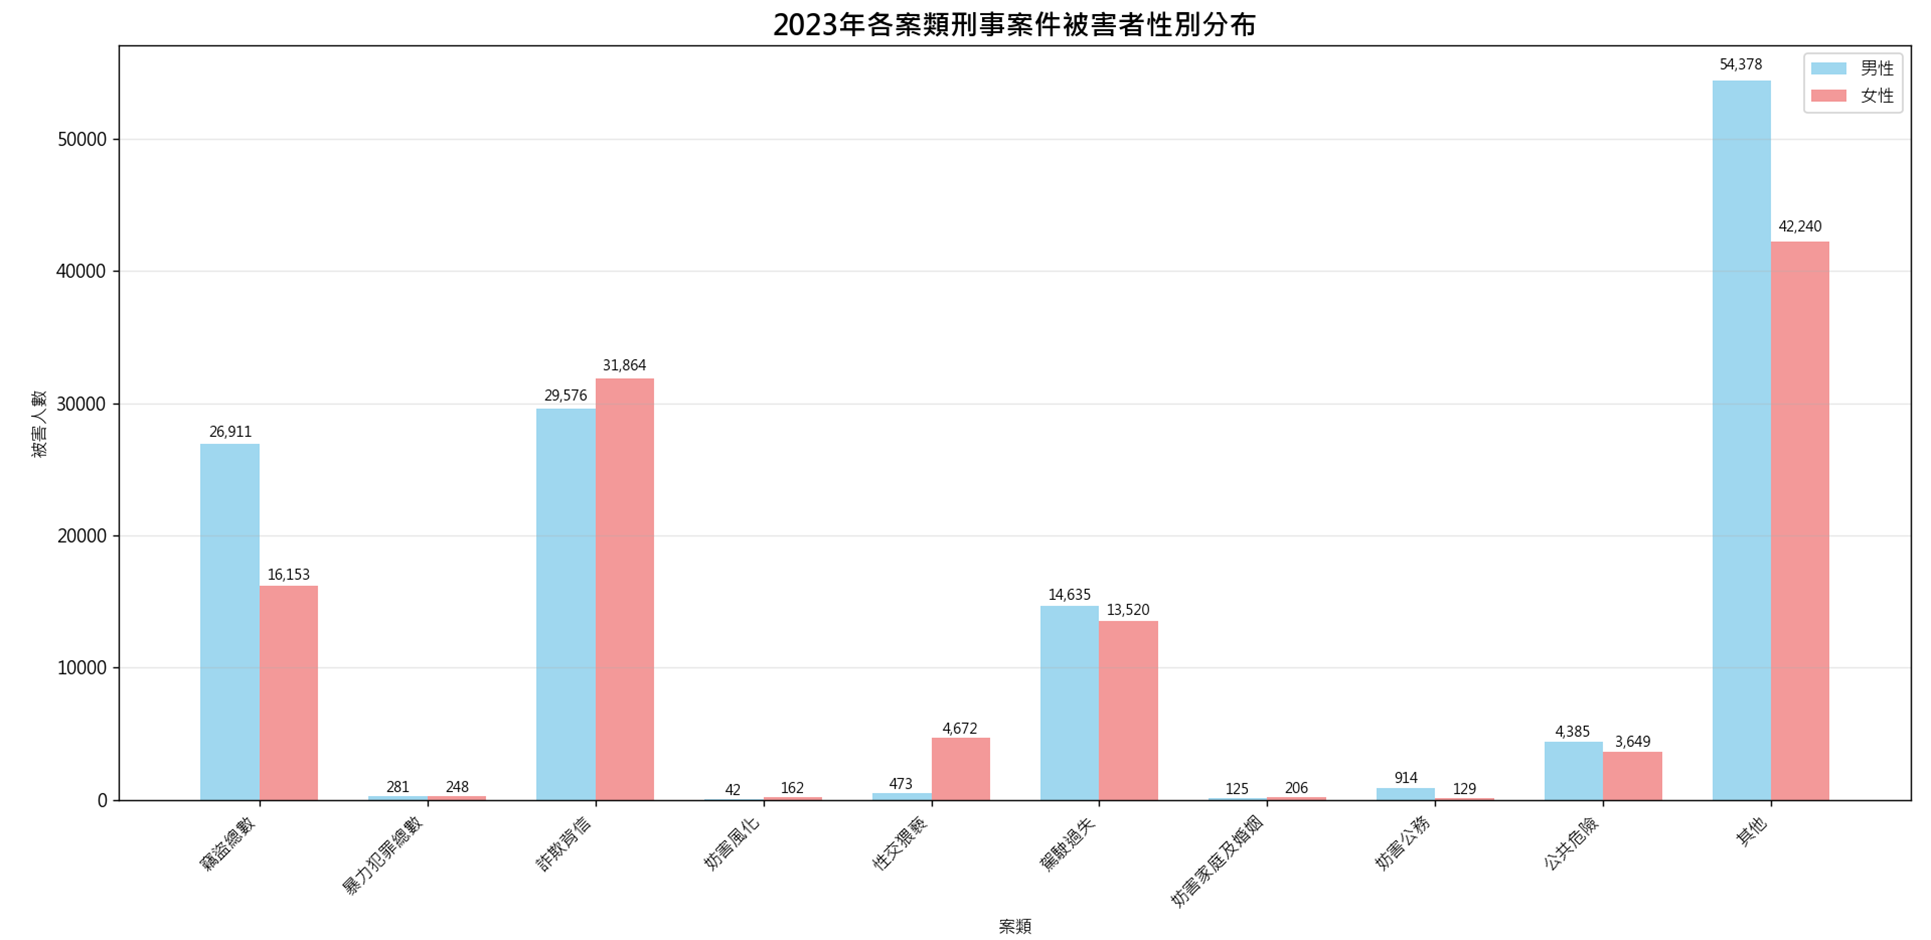 2023年各案類刑事案件被害者性別分布
男性
女性
被害人數
50000
40000
30000
20000
10000
0
26,911
16,153
281
248
29,576
31,864
42
162
473
4,672
14,635
13,520
125
206
914
129
4,385
3,649
54,378
42,240
竊盜總數
暴力犯罪總數
詐欺背信
妨害風化
性交猥褻
駕駛過失
妨害家庭及婚姻
妨害公務
公共危險
其他
案類